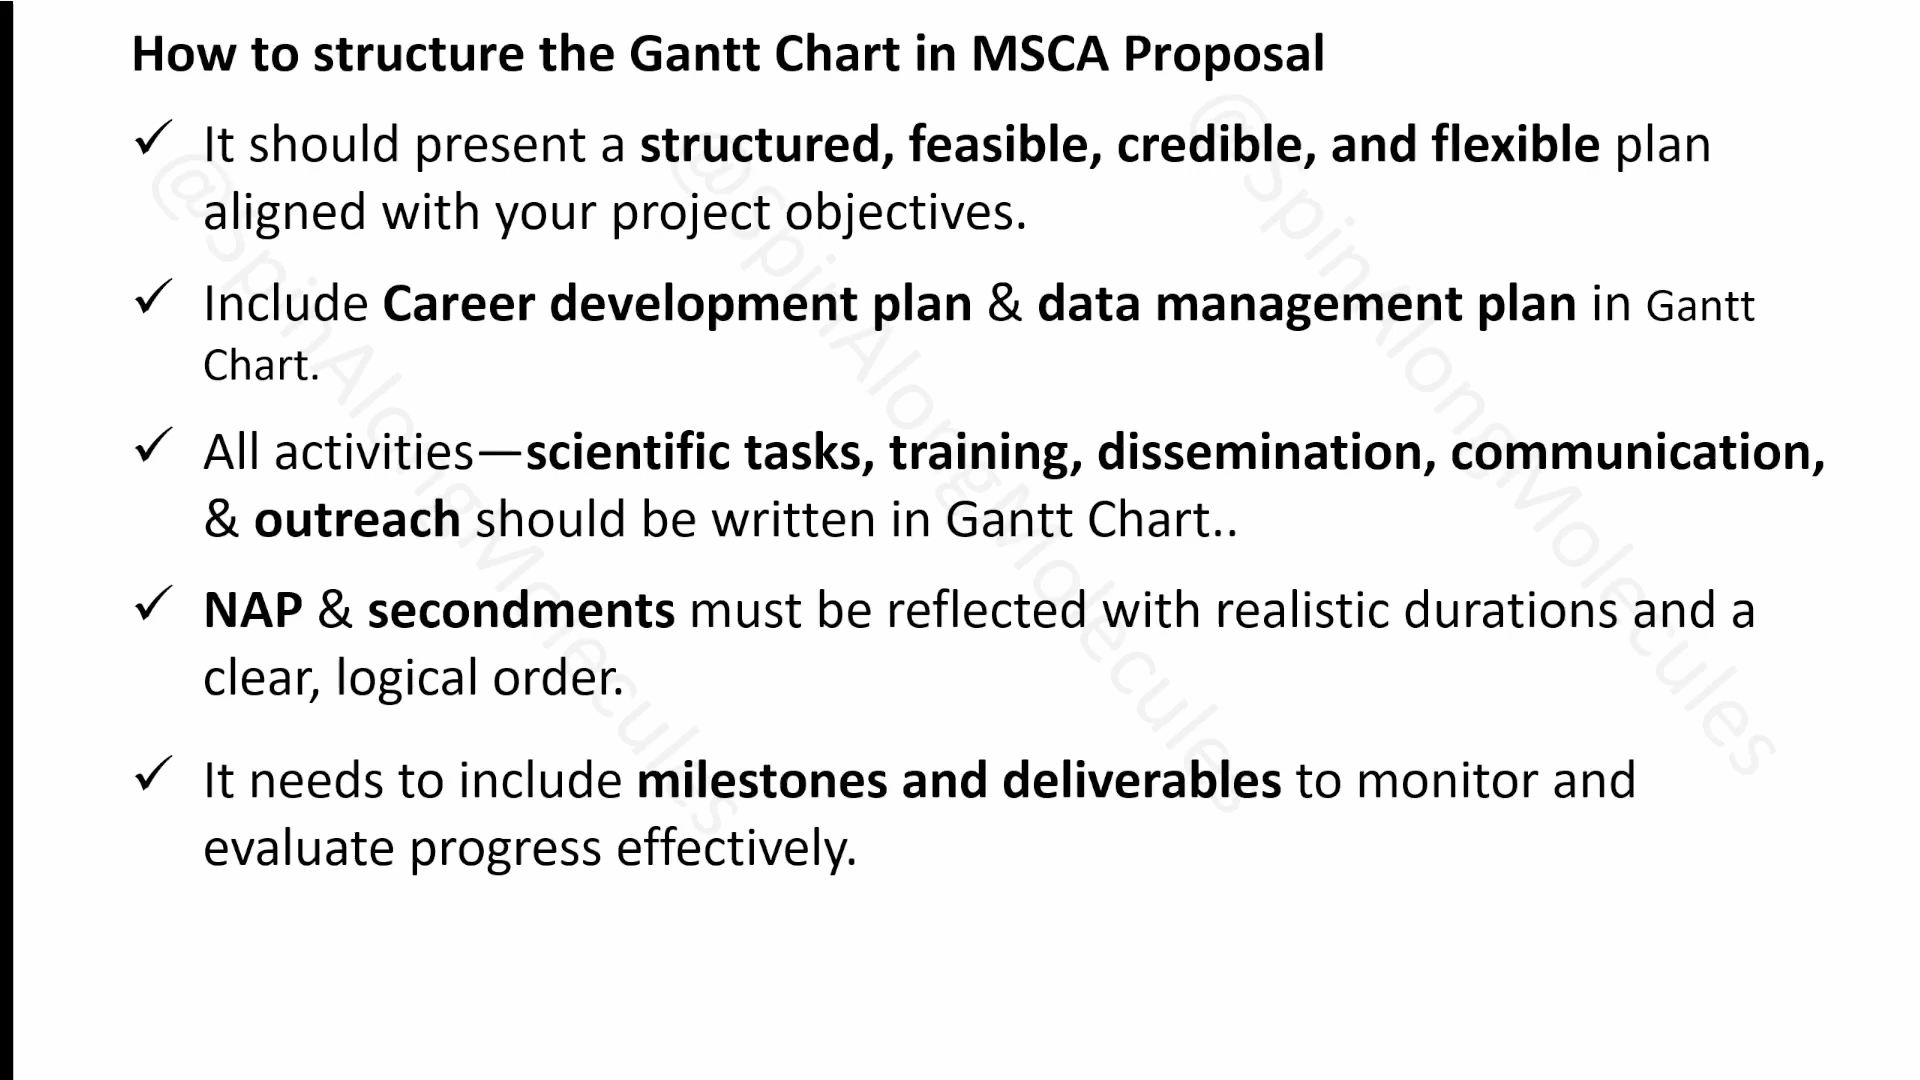 How to structure the Gantt Chart in MSCA Proposal
✓ It should present a structured, feasible, credible, and flexible plan
aligned with your project objectives.
✓ Include Career development plan & data management plan in Gantt
Chart.
✓ All activities—scientific tasks, training, dissemination, communication,
& outreach should be written in Gantt Chart..
✓ NAP & secondments must be reflected with realistic durations and a
clear, logical order.
✓ It needs to include milestones and deliverables to monitor and
evaluate progress effectively.
@SpinAlongMolecules
@SpinAlongMolecules
@SpinAlongMolecules